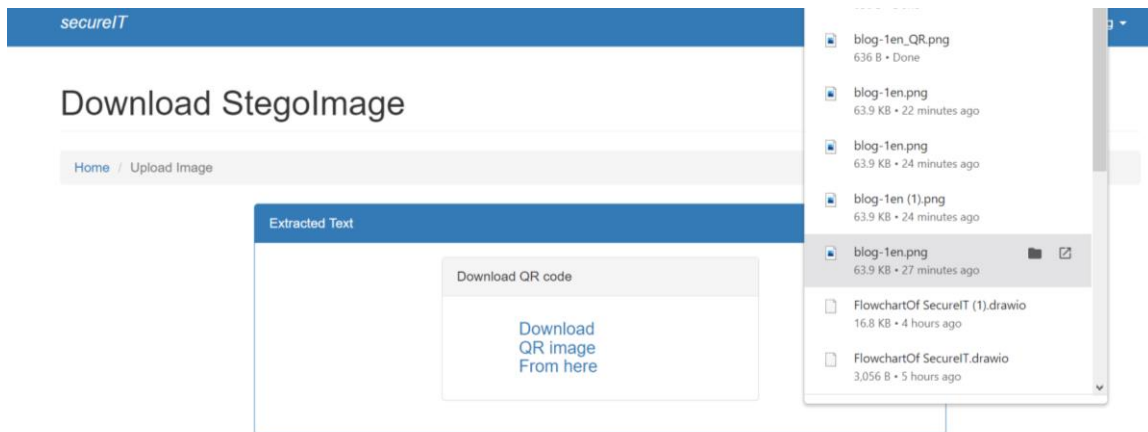 secureIT
Download StegoImage
Home / Upload Image
Extracted Text
Download QR code
Download
QR image
From here
blog-1en_QR.png
636 B • Done
blog-1en.png
63.9 KB • 22 minutes ago
blog-1en.png
63.9 KB • 24 minutes ago
blog-1en (1).png
63.9 KB • 24 minutes ago
blog-1en.png
63.9 KB • 27 minutes ago
FlowchartOf SecureIT (1).drawio
16.8 KB • 4 hours ago
FlowchartOf SecureIT.drawio
3,056 B • 5 hours ago